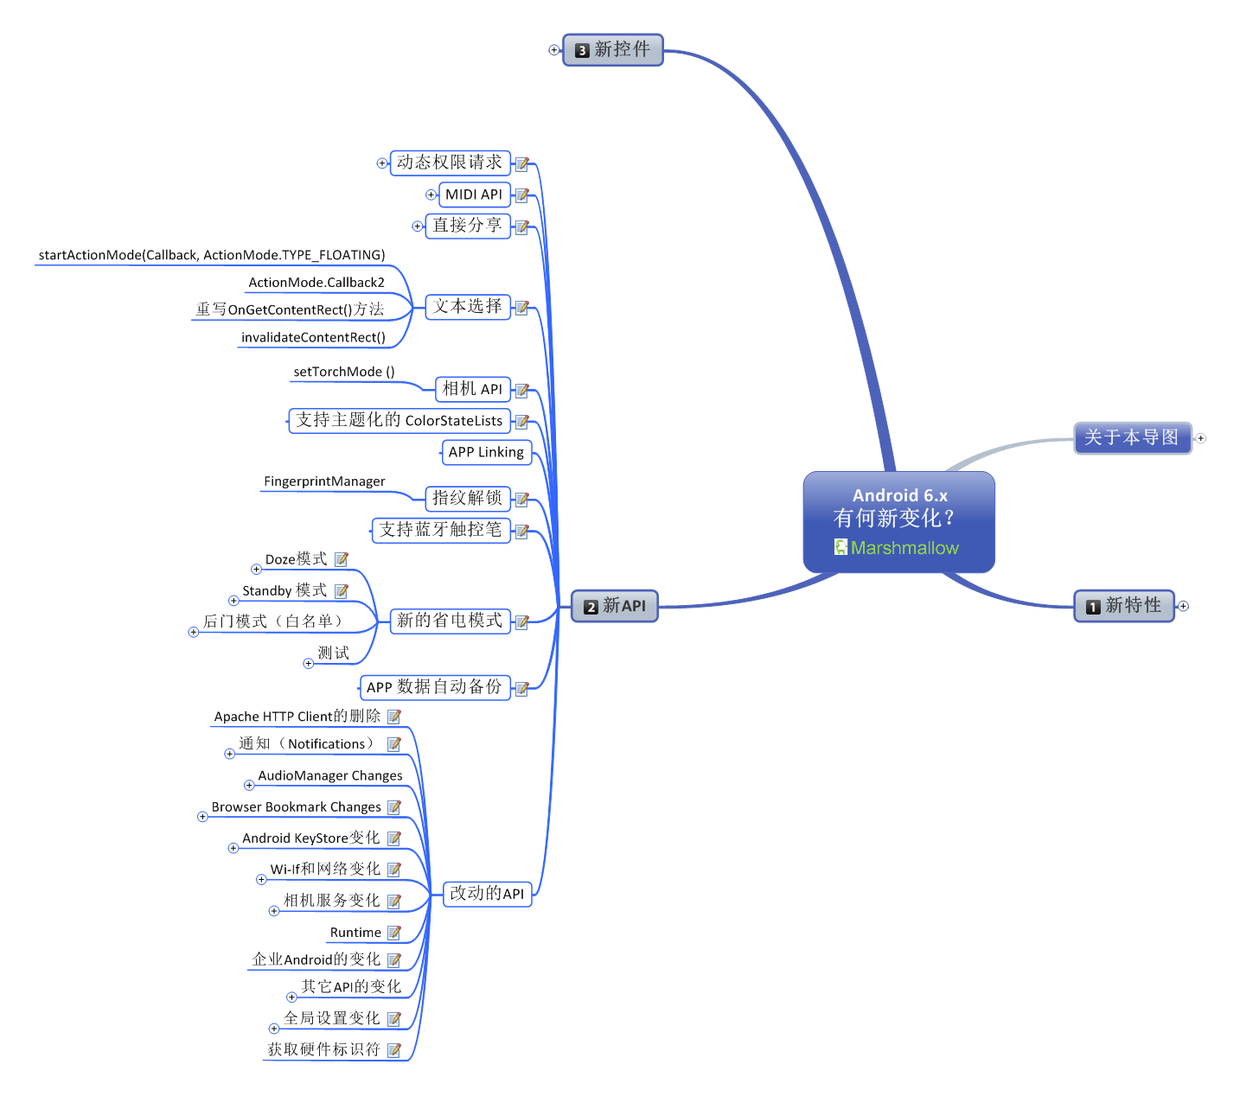 3 新控件
动态权限请求
MIDI API
直接分享
startActionMode(Callback, ActionMode.TYPE_FLOATING)
ActionMode.Callback2
重写OnGetContentRect()方法
invalidateContentRect()
文本选择
setTorchMode ()
相机 API
支持主题化的 ColorStateLists
APP Linking
FingerprintManager
指纹解锁
支持蓝牙触控笔
Doze模式
Standby 模式
后门模式（白名单）
测试
新的省电模式
APP 数据自动备份
Apache HTTP Client的删除
通知（Notifications）
AudioManager Changes
Browser Bookmark Changes
Android KeyStore变化
Wi-If和网络变化
相机服务变化
Runtime
企业Android的变化
其它API的变化
全局设置变化
获取硬件标识符
改动的API
2 新API
Android 6.x
有何新变化？
Marshmallow
关于本导图
1 新特性